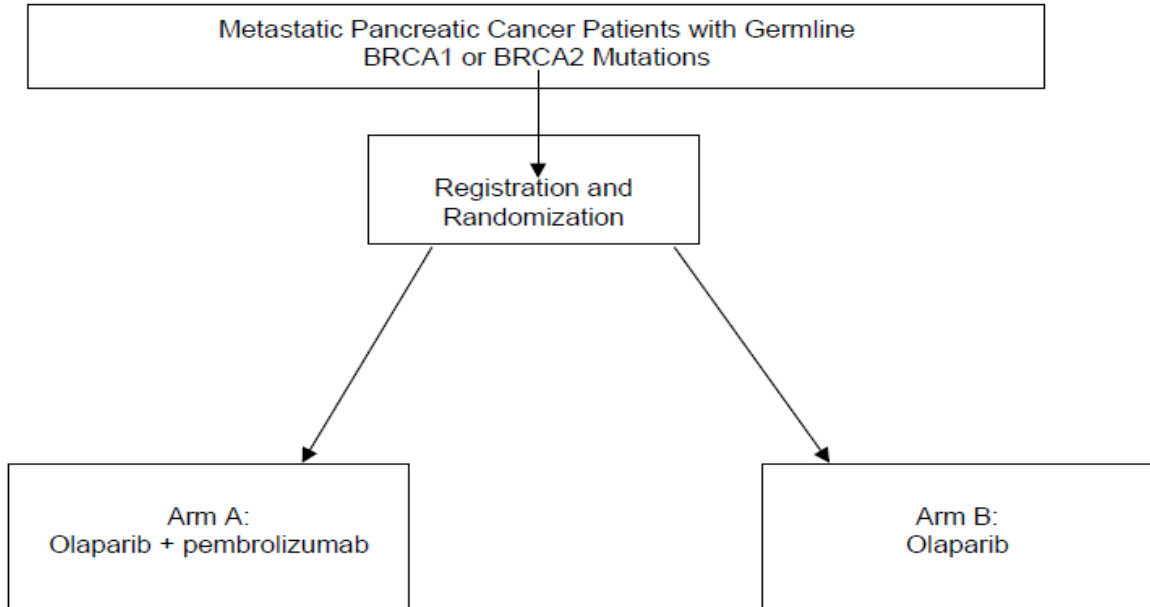 Metastatic Pancreatic Cancer Patients with Germline
BRCA1 or BRCA2 Mutations
Registration and
Randomization
Arm A:
Olaparib + pembrolizumab
Arm B:
Olaparib